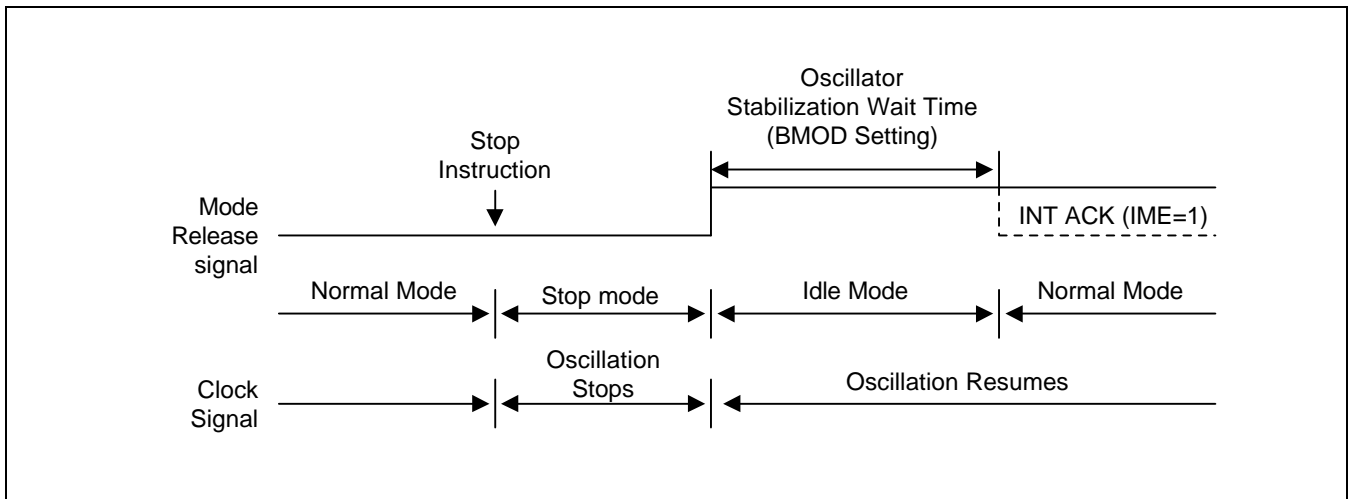 Oscillator
Stabilization Wait Time
(BMOD Setting)
Stop
Instruction
Mode
Release
signal
INT ACK (IME=1)
Normal Mode
Stop mode
Idle Mode
Normal Mode
Clock
Signal
Oscillation
Stops
Oscillation Resumes